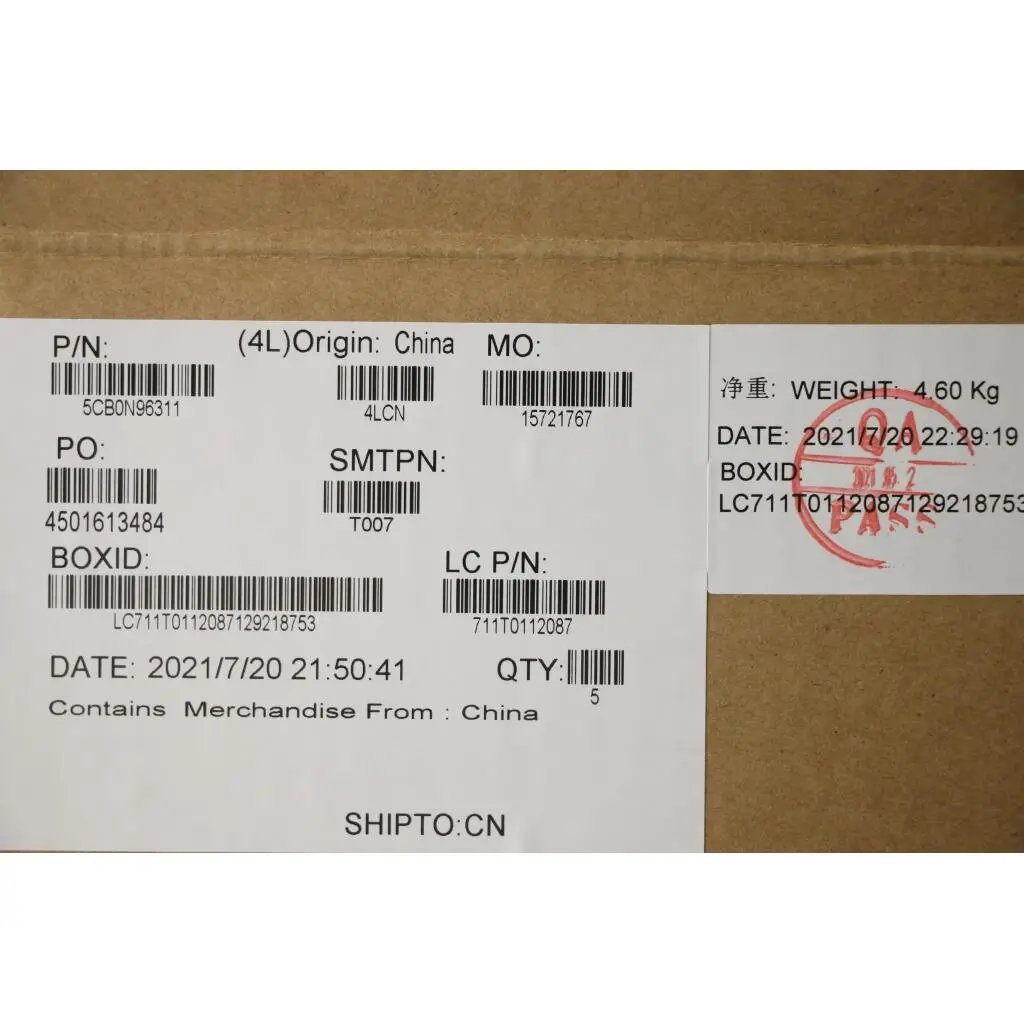 P/N: (4L)Origin: China MO:
5CB0N96311 4LCN 15721767
PO: SMTPN:
4501613484 T007
BOXID: LC P/N:
LC711T0112087129218753 711T0112087
DATE: 2021/7/20 21:50:41 QTY:
5
Contains Merchandise From : China
SHIPTO:CN
净重: WEIGHT: 4.60 Kg
DATE: 2021/7/20 22:29:19
BOXID:
LC711T0112087129218753
QA
PASS